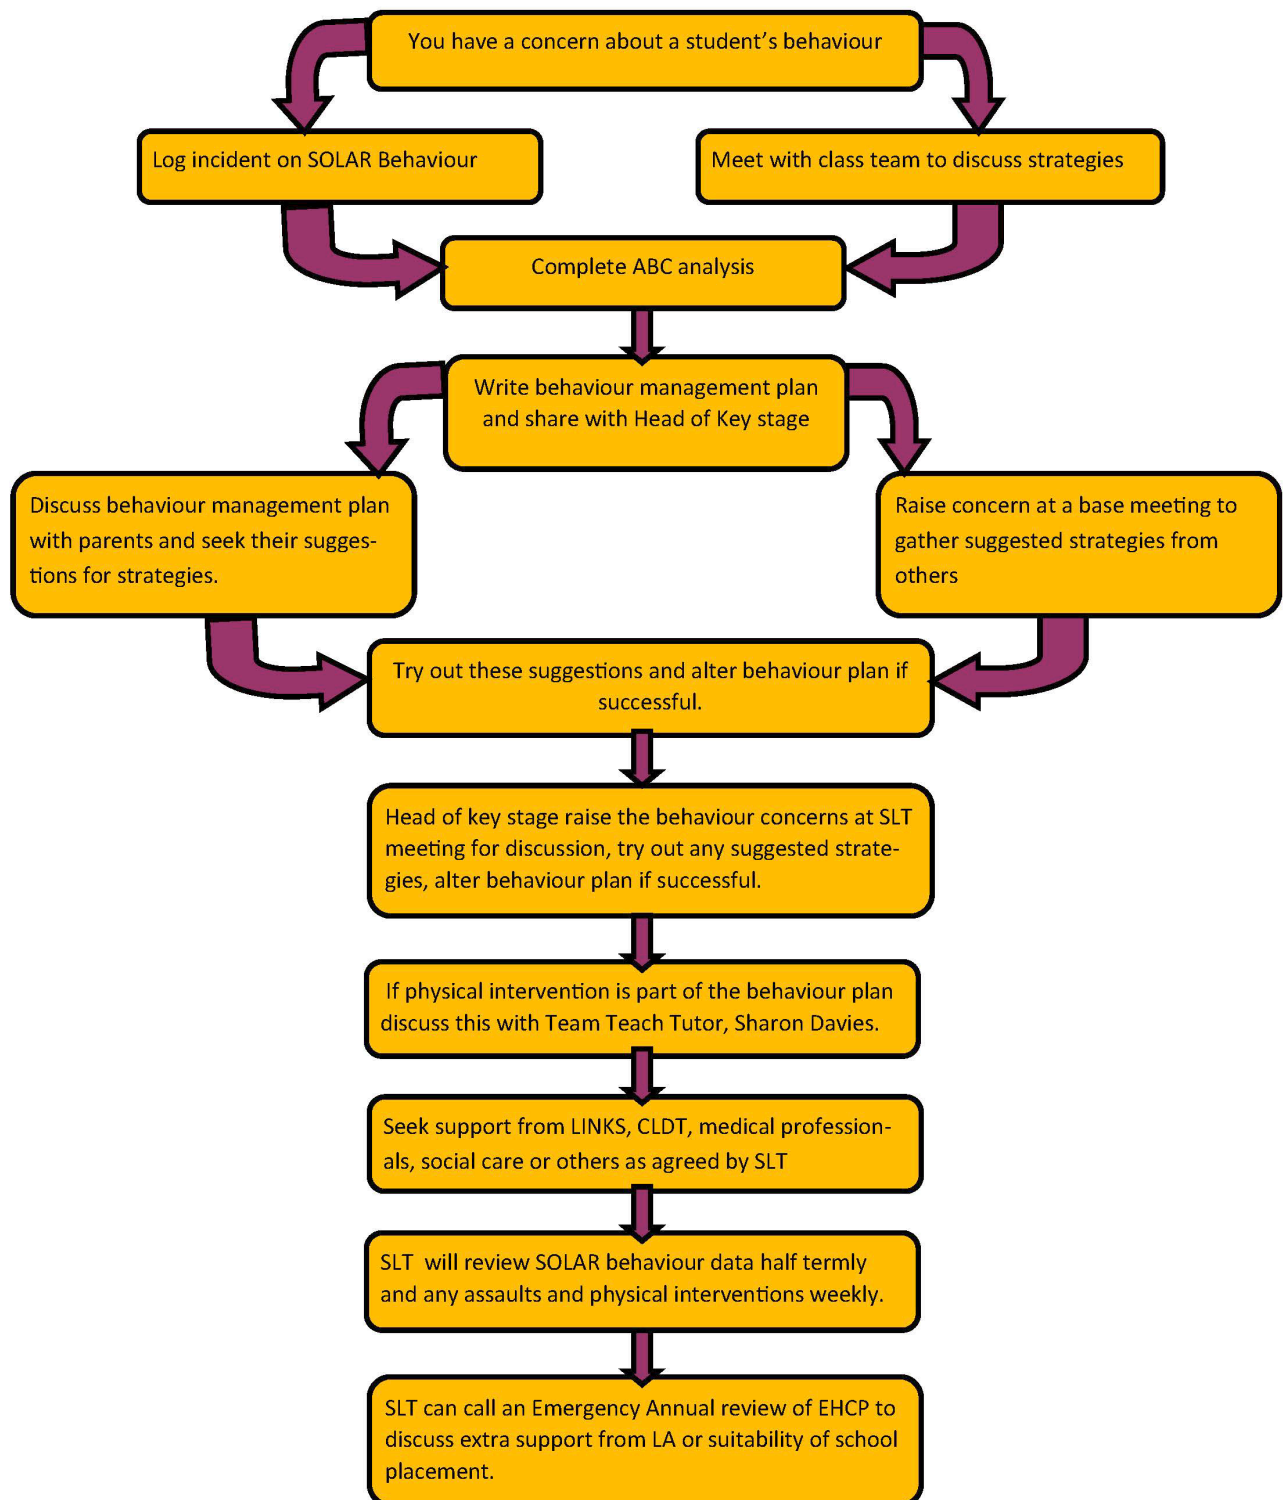 You have a concern about a student’s behaviour
Log incident on SOLAR Behaviour
Meet with class team to discuss strategies
Complete ABC analysis
Write behaviour management plan
and share with Head of Key stage
Discuss behaviour management plan
with parents and seek their sugges-
tions for strategies.
Raise concern at a base meeting to
gather suggested strategies from
others
Try out these suggestions and alter behaviour plan if
successful.
Head of key stage raise the behaviour concerns at SLT
meeting for discussion, try out any suggested strate-
gies, alter behaviour plan if successful.
If physical intervention is part of the behaviour plan
discuss this with Team Teach Tutor, Sharon Davies.
Seek support from LINKS, CLDT, medical profession-
als, social care or others as agreed by SLT
SLT  will review SOLAR behaviour data half termly
and any assaults and physical interventions weekly.
SLT can call an Emergency Annual review of EHCP to
discuss extra support from LA or suitability of school
placement.